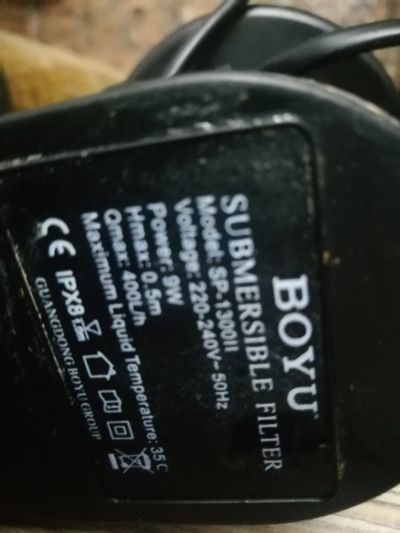 BOYU
SUBMERSIBLE FILTER
Model: SP-1300II
Voltage: 220-240V~ 50Hz
Power: 9W
Hmax: 0.5m
Qmax: 400L/h
Maximum Liquid Temperature: 35 C
CE IPX8
GUANGDONG BOYU GROUP